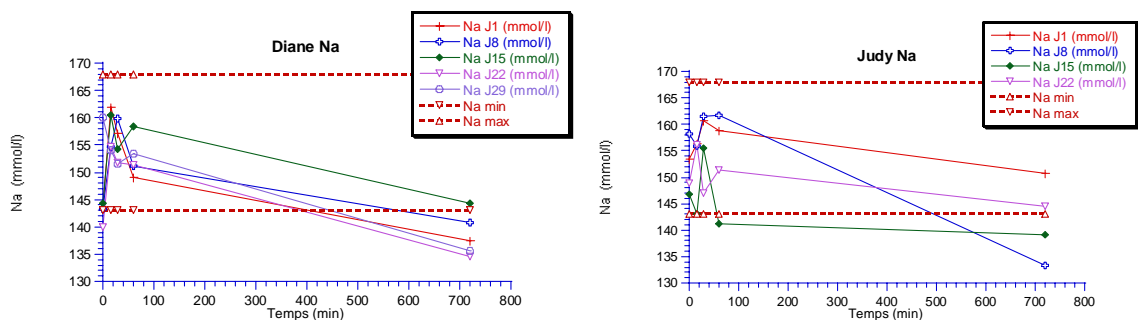 Diane Na
Na J1 (mmol/l)
Na J8 (mmol/l)
Na J15 (mmol/l)
Na J22 (mmol/l)
Na J29 (mmol/l)
Na min
Na max
Na (mmol/l)
170
165
160
155
150
145
140
135
130
0 100 200 300 400 500 600 700 800
Temps (min)
Judy Na
Na J1 (mmol/l)
Na J8 (mmol/l)
Na J15 (mmol/l)
Na J22 (mmol/l)
Na min
Na max
Na (mmol/l)
170
165
160
155
150
145
140
135
130
0 100 200 300 400 500 600 700 800
Temps (min)